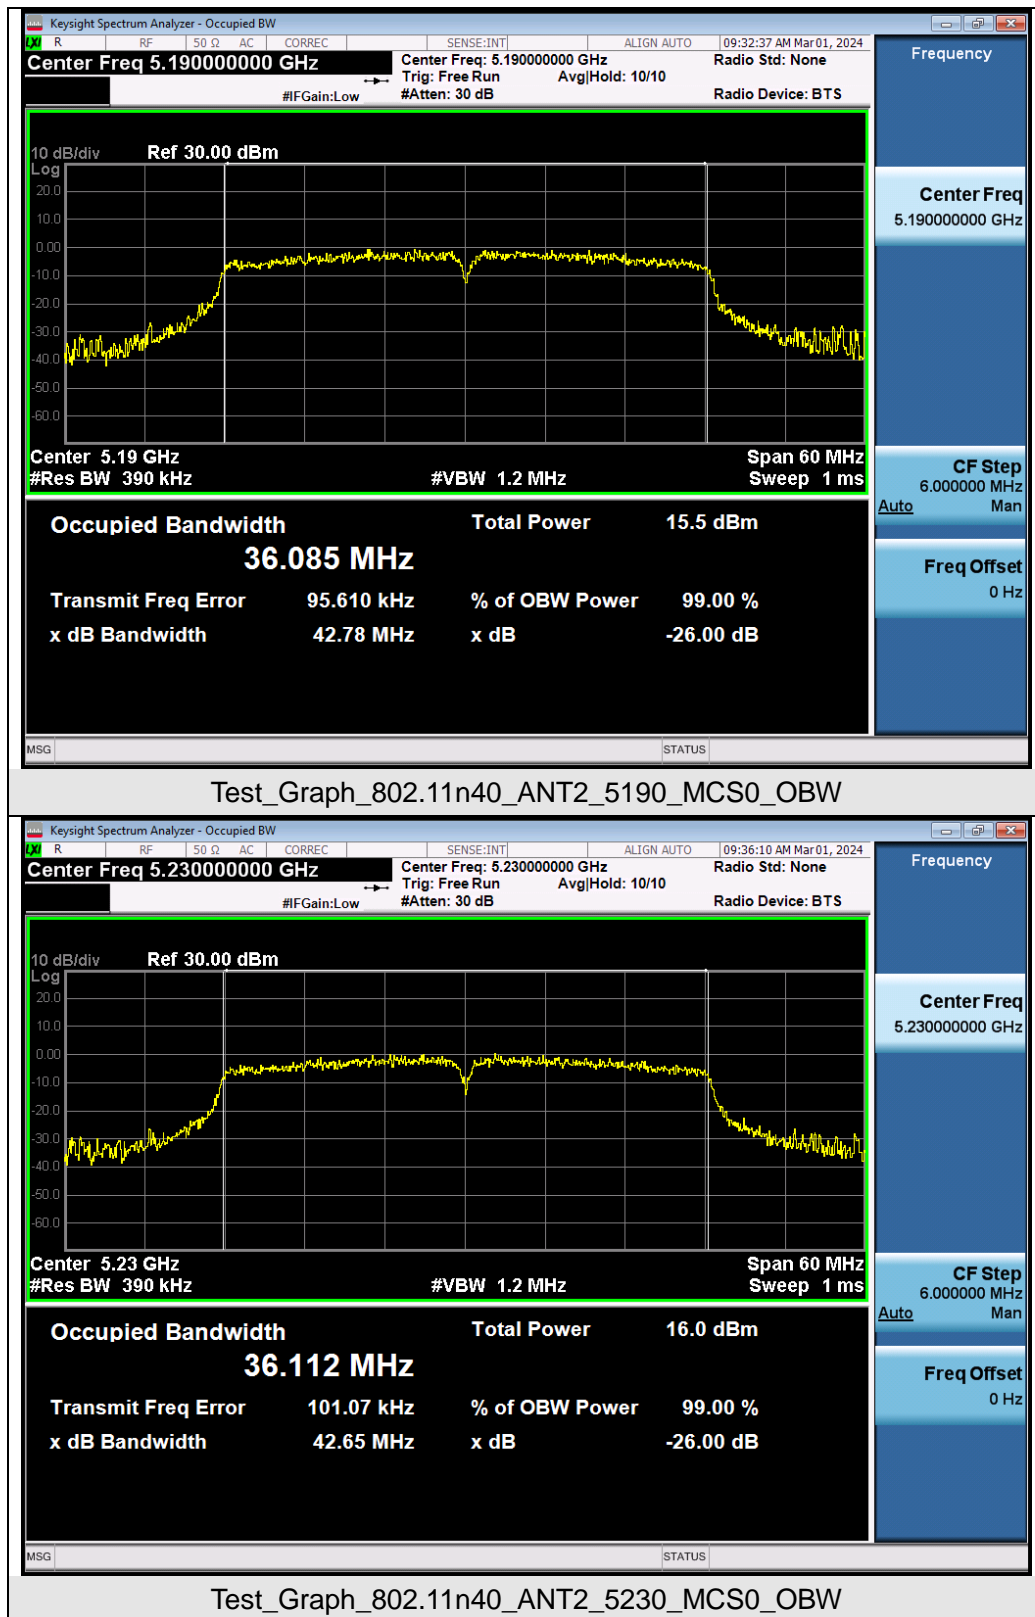 Keysight Spectrum Analyzer - Occupied BW
LXI R RF 50 Ω AC CORREC SENSE:INT ALIGN AUTO 09:32:37 AM Mar 01, 2024
Center Freq 5.190000000 GHz Center Freq: 5.190000000 GHz Radio Std: None
Trig: Free Run Avg|Hold: 10/10
#IFGain:Low #Atten: 30 dB Radio Device: BTS
Frequency
10 dB/div Ref 30.00 dBm
Log
20.0
10.0
0.00
-10.0
-20.0
-30.0
-40.0
-50.0
-60.0
Center 5.19 GHz Span 60 MHz
#Res BW 390 kHz #VBW 1.2 MHz Sweep 1 ms
Center Freq
5.190000000 GHz
CF Step
6.000000 MHz
Auto Man
Freq Offset
0 Hz
Occupied Bandwidth Total Power 15.5 dBm
36.085 MHz
Transmit Freq Error 95.610 kHz % of OBW Power 99.00 %
x dB Bandwidth 42.78 MHz x dB -26.00 dB
MSG STATUS
Test_Graph_802.11n40_ANT2_5190_MCS0_OBW
Keysight Spectrum Analyzer - Occupied BW
LXI R RF 50 Ω AC CORREC SENSE:INT ALIGN AUTO 09:36:10 AM Mar 01, 2024
Center Freq 5.230000000 GHz Center Freq: 5.230000000 GHz Radio Std: None
Trig: Free Run Avg|Hold: 10/10
#IFGain:Low #Atten: 30 dB Radio Device: BTS
Frequency
10 dB/div Ref 30.00 dBm
Log
20.0
10.0
0.00
-10.0
-20.0
-30.0
-40.0
-50.0
-60.0
Center 5.23 GHz Span 60 MHz
#Res BW 390 kHz #VBW 1.2 MHz Sweep 1 ms
Center Freq
5.230000000 GHz
CF Step
6.000000 MHz
Auto Man
Freq Offset
0 Hz
Occupied Bandwidth Total Power 16.0 dBm
36.112 MHz
Transmit Freq Error 101.07 kHz % of OBW Power 99.00 %
x dB Bandwidth 42.65 MHz x dB -26.00 dB
MSG STATUS
Test_Graph_802.11n40_ANT2_5230_MCS0_OBW